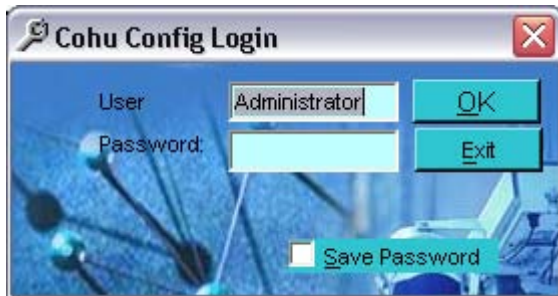 Cohu Config Login
User Administrator OK
Password: Exit
Save Password